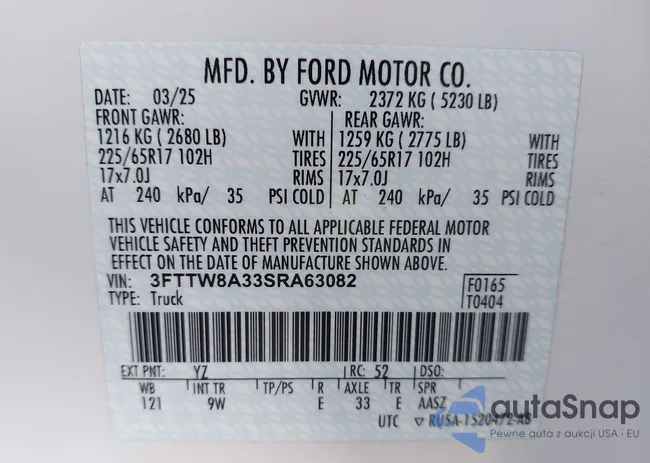 MFD. BY FORD MOTOR CO.
DATE: 03/25 GVWR: 2372 KG ( 5230 LB)
FRONT GAWR: REAR GAWR:
1216 KG ( 2680 LB) WITH 1259 KG ( 2775 LB) WITH
225/65R17 102H TIRES 225/65R17 102H TIRES
17x7.0J RIMS 17x7.0J RIMS
AT 240 kPa/ 35 PSI COLD AT 240 kPa/ 35 PSI COLD
THIS VEHICLE CONFORMS TO ALL APPLICABLE FEDERAL MOTOR
VEHICLE SAFETY AND THEFT PREVENTION STANDARDS IN
EFFECT ON THE DATE OF MANUFACTURE SHOWN ABOVE.
VIN: 3FTTW8A33SRA63082 F0165
TYPE: Truck T0404
EXT PNT: YZ RC: 52 DSO:
WB INT TR TP/PS R AXLE TR SPR
121 9W E 33 E AASZ
UTC ▽ RU5A-1520472-AB
autaSnap
Pewne auta z aukcji USA i EU